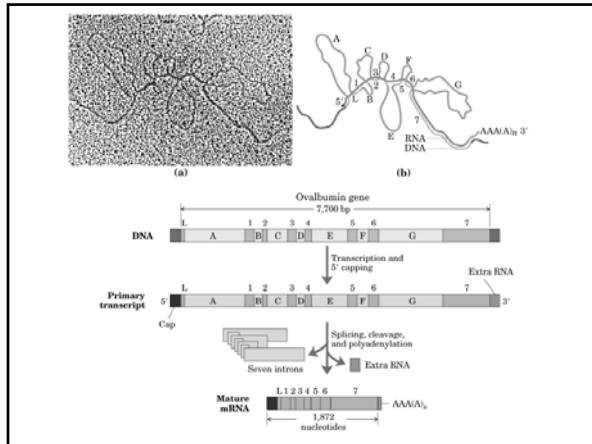 A
C
D
F
G
1
3
4
6
2
5
5'
L
B
7
E
AAA(A)n 3'
RNA
DNA
(a)
(b)
Ovalbumin gene
7,700 bp
L 1 2 3 4 5 6 7
DNA
A B C D E F G
Transcription and
5' capping
Extra RNA
L 1 2 3 4 5 6 7
Primary
transcript
5' A B C D E F G 3'
Cap
Splicing, cleavage,
and polyadenylation
Seven introns
Extra RNA
L 1 2 3 4 5 6 7
Mature
mRNA
AAA(A)n
1,872
nucleotides